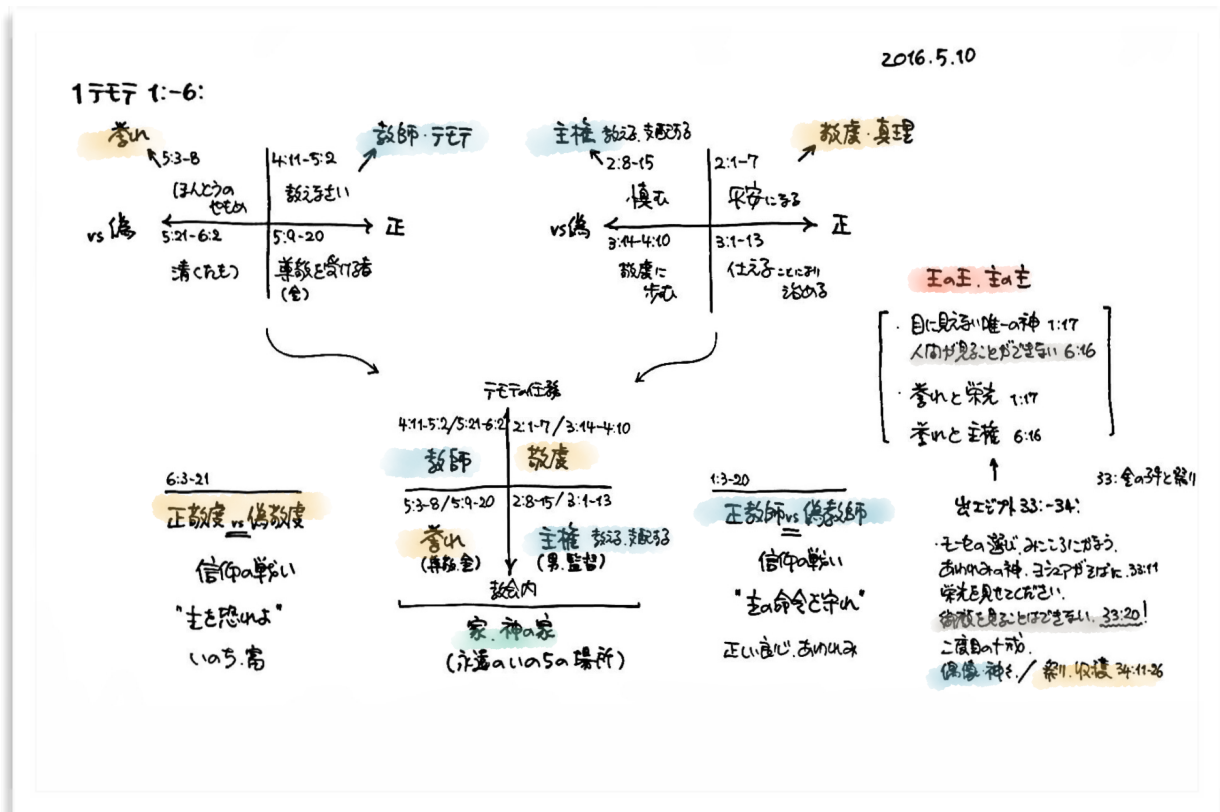 2016.5.10
1テモテ 1:-6:
誉れ
教師・テモテ
5:3-8
4:11-5:2
ほんとうの
やもめ
教えなさい
vs 偽
正
5:21-6:2
5:9-20
清くたもつ
尊敬を受ける者
(金)
主権 教える、支配する
敬虔・真理
2:8-15
2:1-7
慎む
平安になる
vs偽
正
3:14-4:10
3:1-13
敬虔に
歩む
仕えることにより
治める
王の王、主の主
・目に見えない唯一の神 1:17
人間が見ることができない 6:16
・誉れと栄光 1:17
誉れと主権 6:16
テモテの任務
4:11-5:2/5:21-6:2
2:1-7/3:14-4:10
教師
敬虔
5:3-8/5:9-20
2:8-15/3:1-13
誉れ
(尊敬、金)
主権 教える、支配する
(男、監督)
教会内
家、神の家
(永遠のいのちの場所)
6:3-21
正敬虔 vs 偽敬虔
信仰の戦い
"主を恐れよ"
いのち、富
1:3-20
正教師 vs 偽教師
信仰の戦い
"主の命令を守れ"
正しい良心、あわれみ
33:金の子牛と祭り
出エジプト 33:-34:
・モーセの選び、みこころにかなう、
あわれみの神、ヨシュアがそばに、33:11
栄光を見せてください
御顔を見ることはできない、33:20!
二度目の十戒、
偶像、神々 / 祭り、収穫 34:11-26